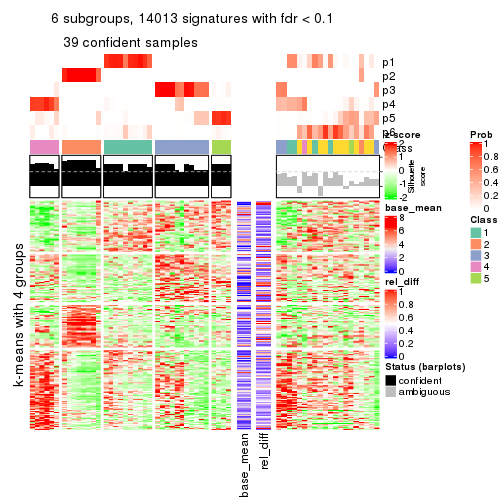 6 subgroups, 14013 signatures with fdr < 0.1
39 confident samples
p1
p2
p3
p4
p5
p6
Class
z-score
2
1
0
-1
-2
Silhouette
score
base_mean
8
6
4
2
0
rel_diff
1
0.8
0.6
0.4
0.2
0
Status (barplots)
confident
ambiguous
Prob
1
0.8
0.6
0.4
0.2
0
Class
1
2
3
4
5
6
k-means with 4 groups
base_mean
rel_diff